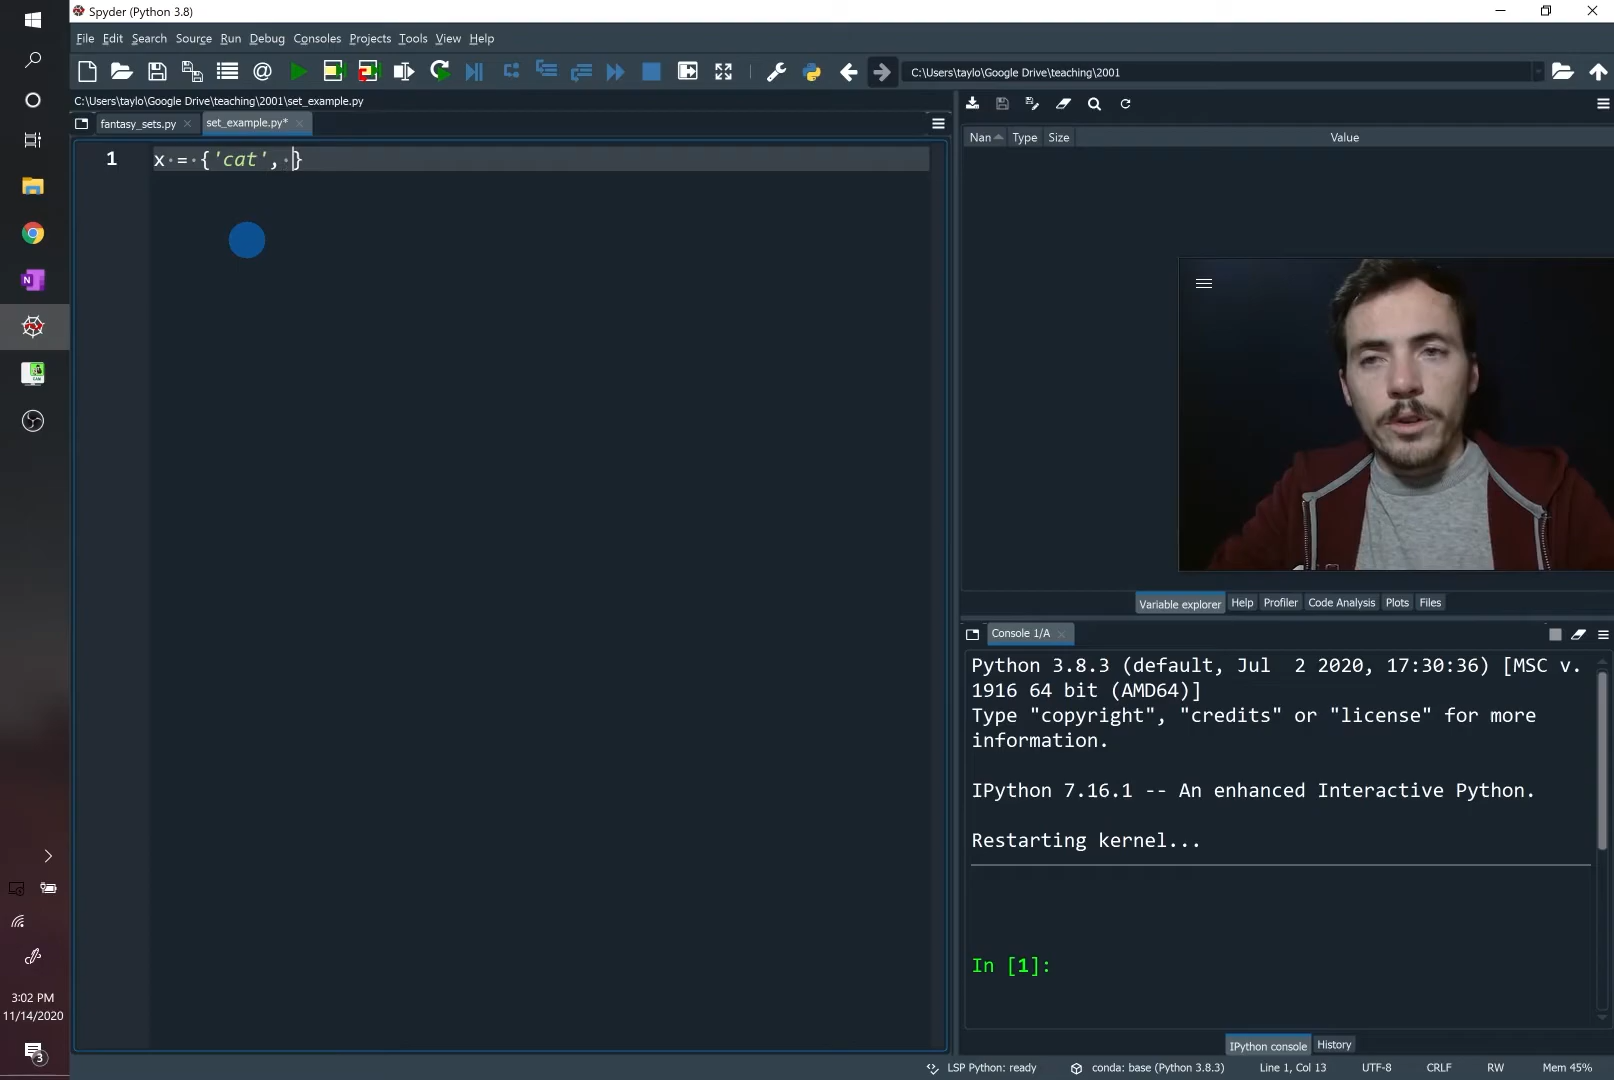 Spyder (Python 3.8)
File Edit Search Source Run Debug Consoles Projects Tools View Help
C:\Users\taylo\Google Drive\teaching\2001
C:\Users\taylo\Google Drive\teaching\2001\set_example.py
fantasy_sets.py
set_example.py*
Nan Type Size Value
1 x = {'cat', }
Variable explorer Help Profiler Code Analysis Plots Files
Console 1/A
Python 3.8.3 (default, Jul  2 2020, 17:30:36) [MSC v.
1916 64 bit (AMD64)]
Type "copyright", "credits" or "license" for more
information.
IPython 7.16.1 -- An enhanced Interactive Python.
Restarting kernel...
In [1]:
IPython console History
3:02 PM
11/14/2020
3
LSP Python: ready conda: base (Python 3.8.3) Line 1, Col 13 UTF-8 CRLF RW Mem 45%